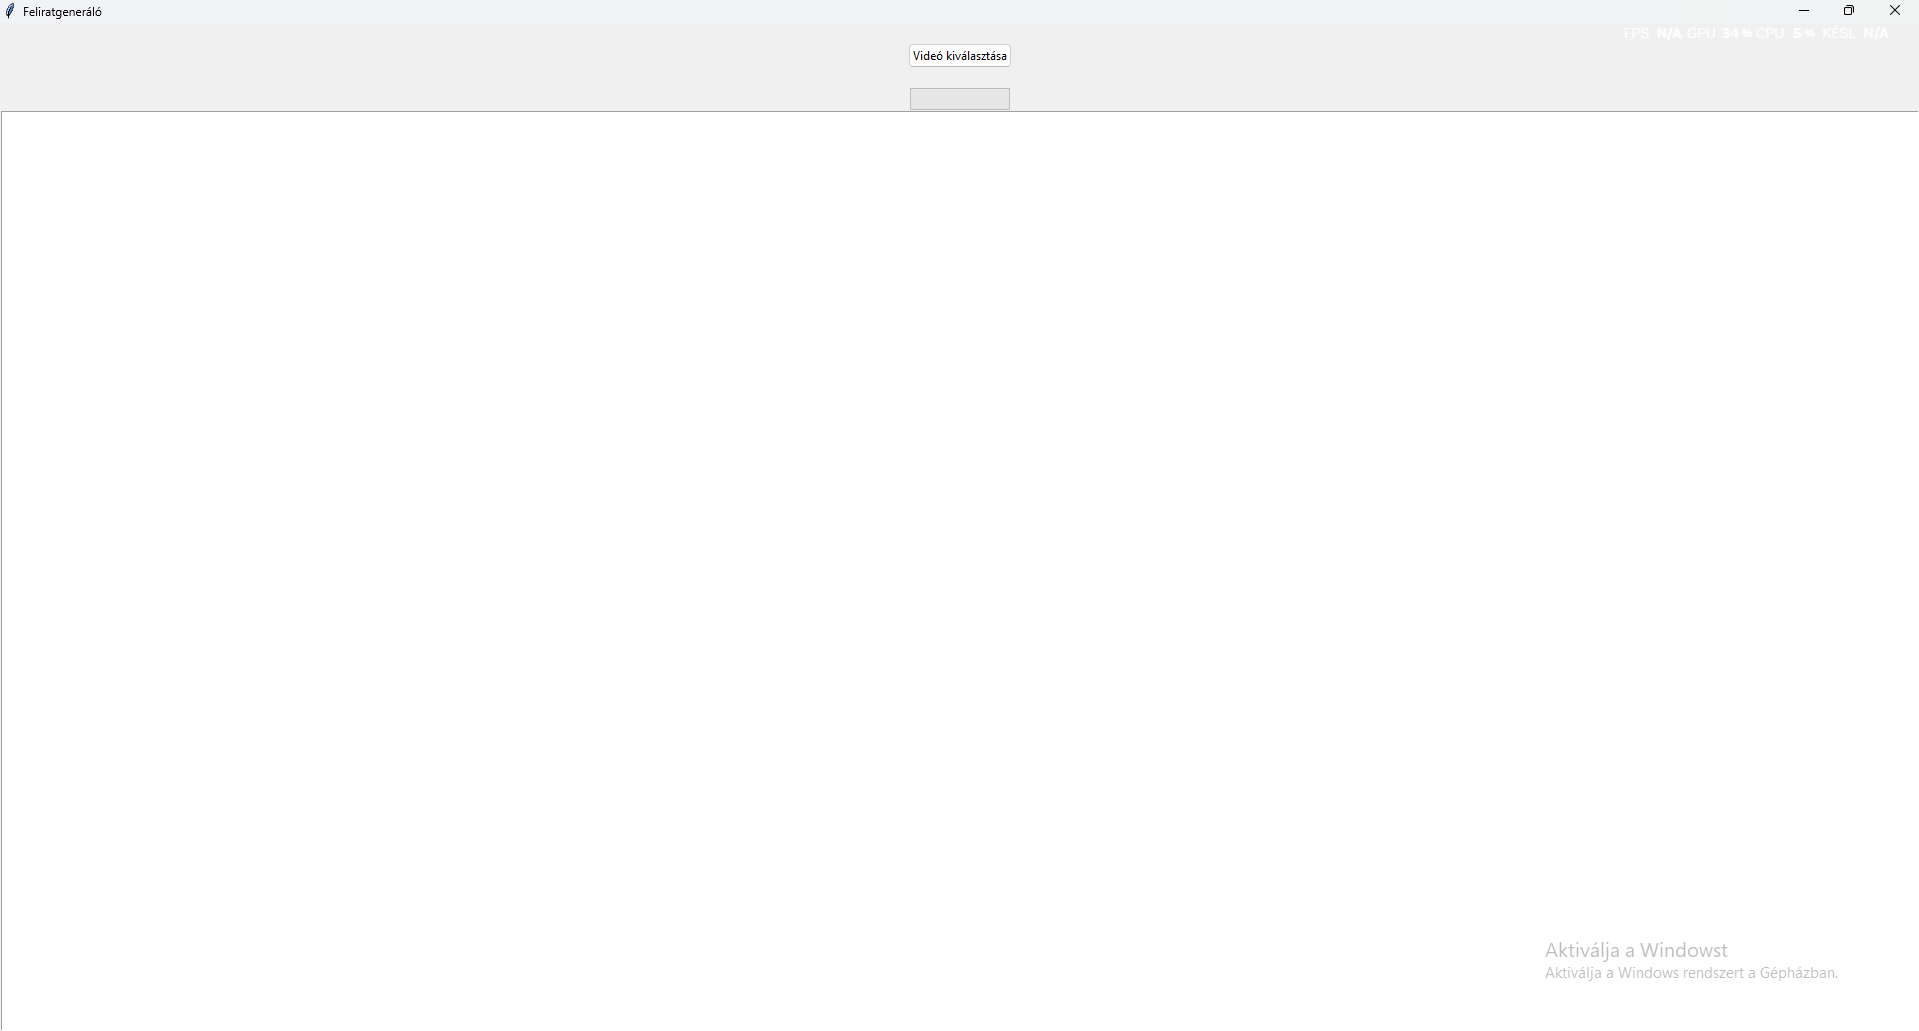 Feliratgeneráló
FPS N/A GPU 34 % CPU 5 % KÉSL N/A
Videó kiválasztása
Aktiválja a Windowst
Aktiválja a Windows rendszert a Gépházban.